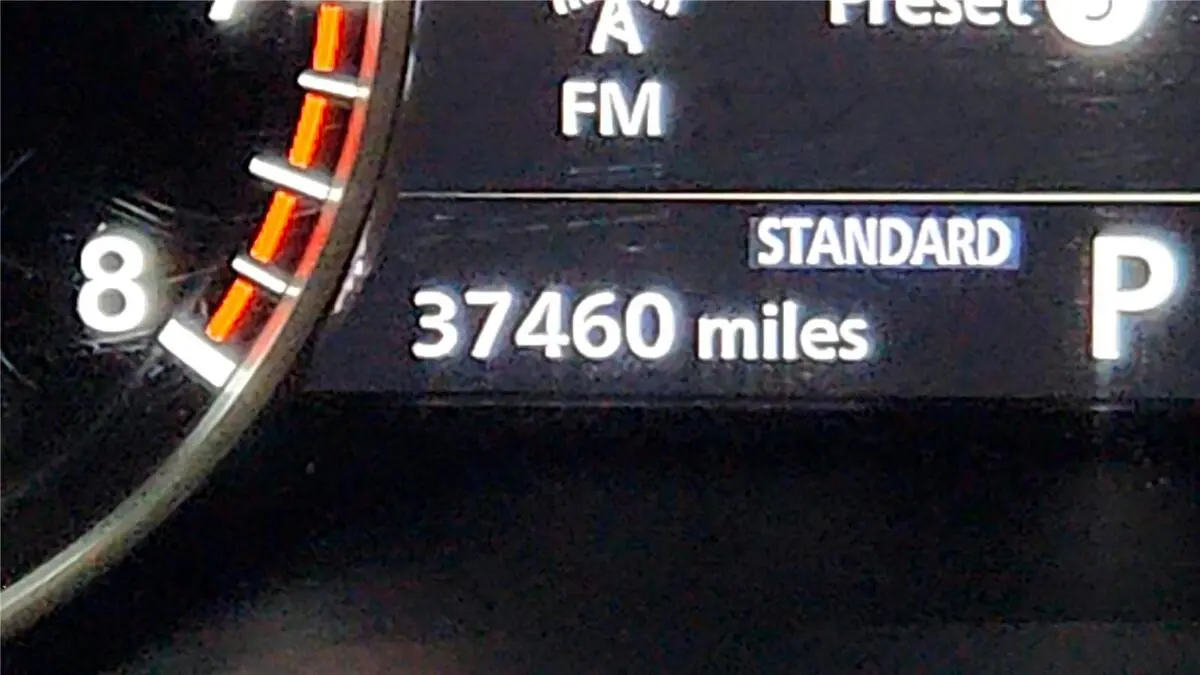 Preset
A
FM
STANDARD
P
8
37460 miles